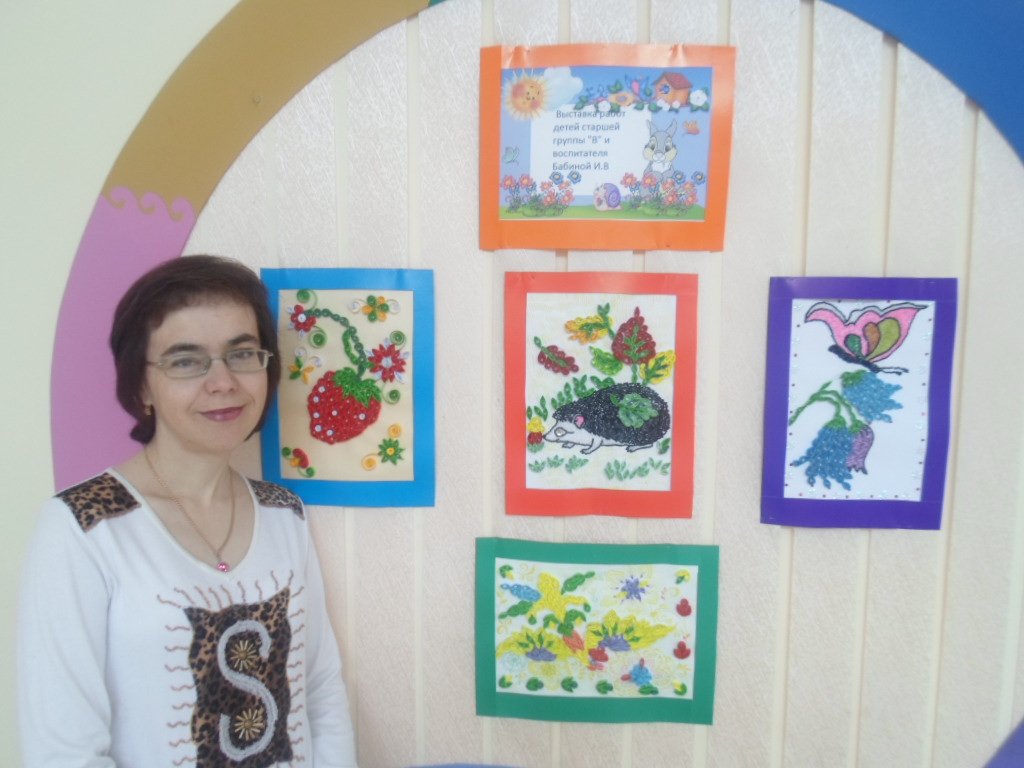 Выставка работ
детей старшей
группы "В" и
воспитателя
Бабиной И.В
S